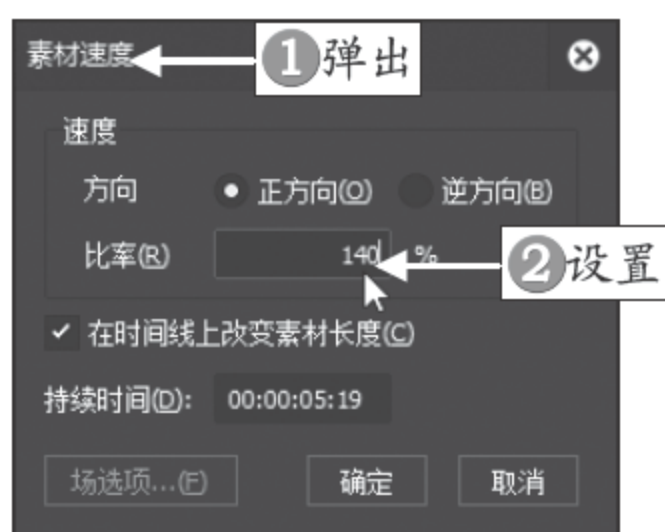 素材速度 1弹出
速度
方向 正方向(O) 逆方向(B)
比率(R) 140 % 2设置
在时间线上改变素材长度(C)
持续时间(D): 00:00:05:19
场选项...(F) 确定 取消